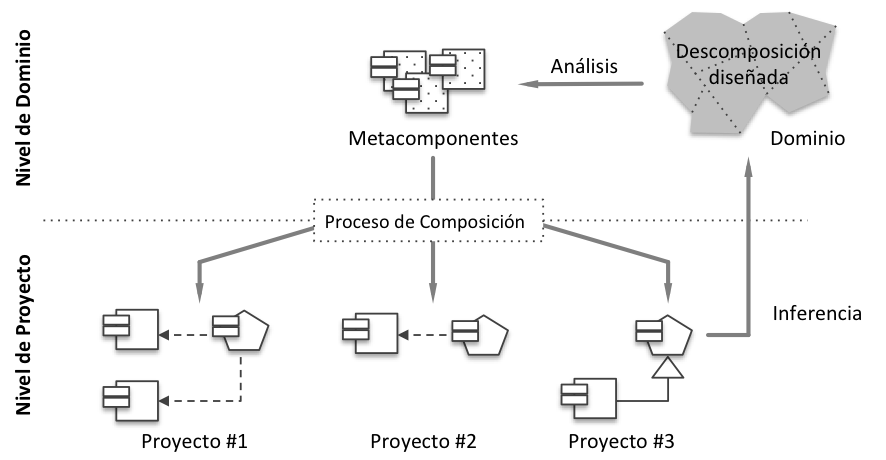 Nivel de Dominio
Análisis
Descomposición
diseñada
Metacomponentes
Dominio
Proceso de Composición
Nivel de Proyecto
Inferencia
Proyecto #1
Proyecto #2
Proyecto #3